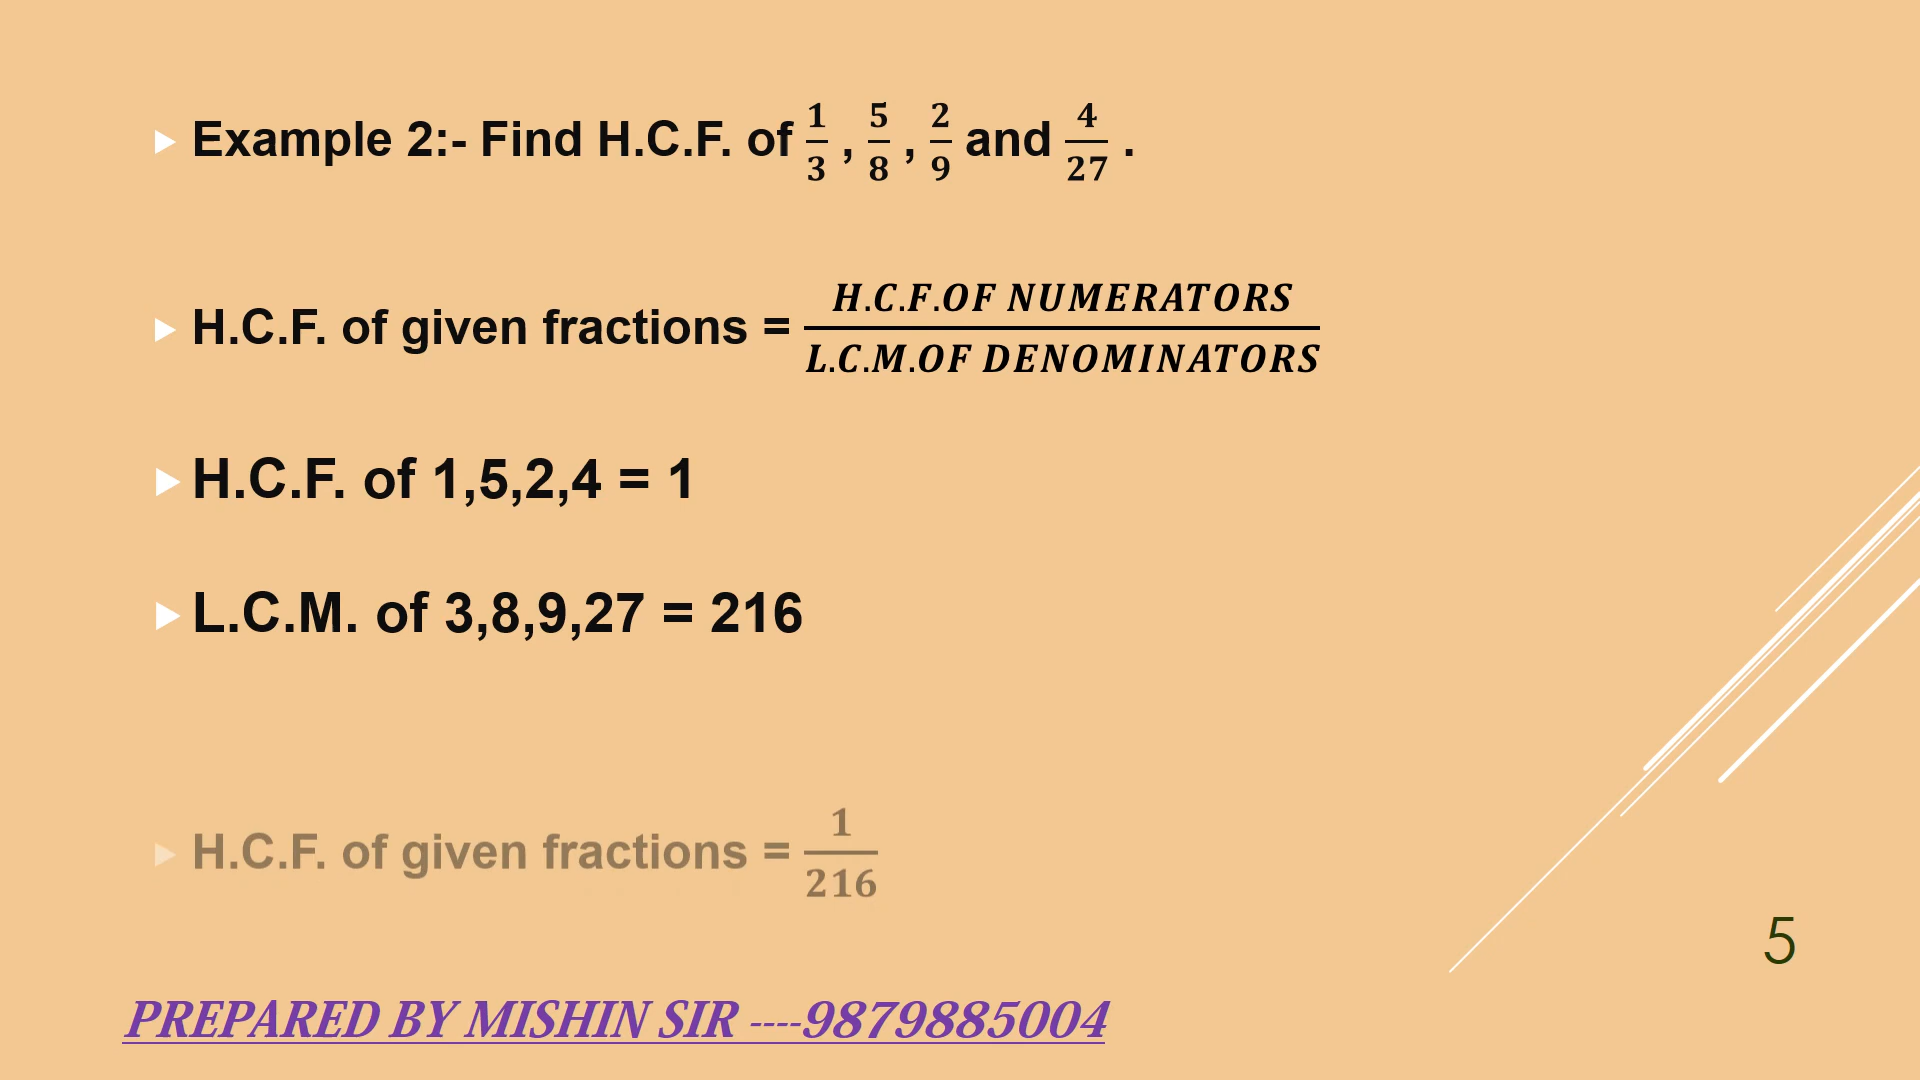 Example 2:- Find H.C.F. of 1/3 , 5/8 , 2/9 and 4/27 .
H.C.F. of given fractions = H.C.F.OF NUMERATORS / L.C.M.OF DENOMINATORS
H.C.F. of 1,5,2,4 = 1
L.C.M. of 3,8,9,27 = 216
H.C.F. of given fractions = 1/216
5
PREPARED BY MISHIN SIR ----9879885004